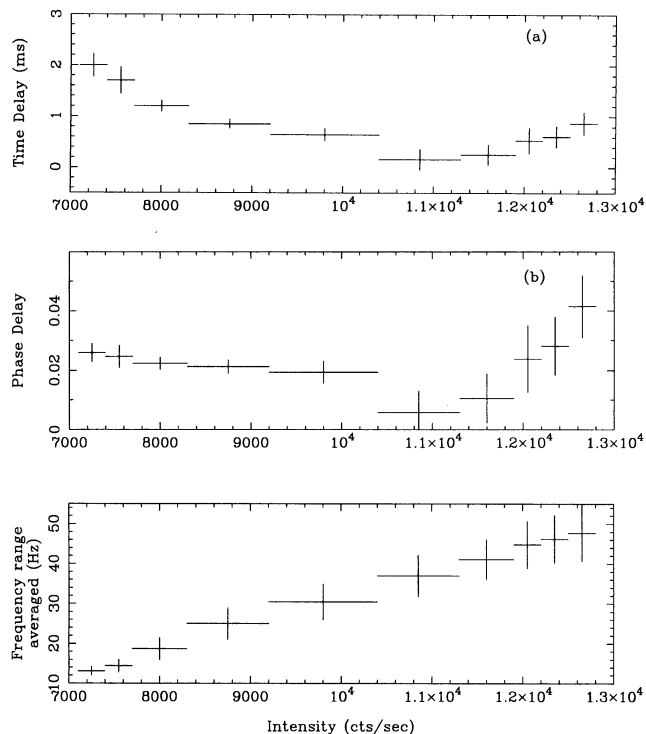 3
2
1
0
Time Delay (ms)
(a)
7000 8000 9000 10⁴ 1.1×10⁴ 1.2×10⁴ 1.3×10⁴
0.04
0.02
0
Phase Delay
(b)
7000 8000 9000 10⁴ 1.1×10⁴ 1.2×10⁴ 1.3×10⁴
50
40
30
20
10
Frequency range
averaged (Hz)
7000 8000 9000 10⁴ 1.1×10⁴ 1.2×10⁴ 1.3×10⁴
Intensity (cts/sec)